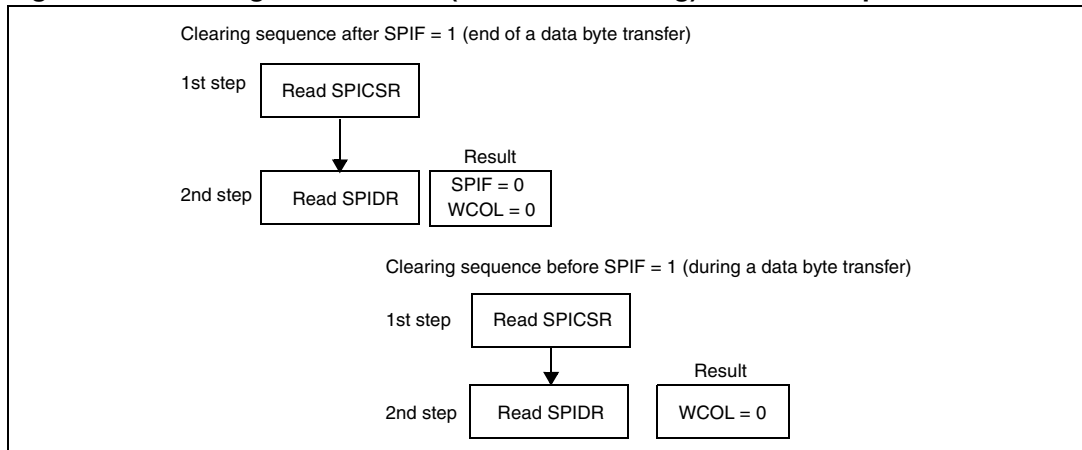 Clearing sequence after SPIF = 1 (end of a data byte transfer)
1st step
Read SPICSR
Result
2nd step
Read SPIDR
SPIF = 0
WCOL = 0
Clearing sequence before SPIF = 1 (during a data byte transfer)
1st step
Read SPICSR
Result
2nd step
Read SPIDR
WCOL = 0